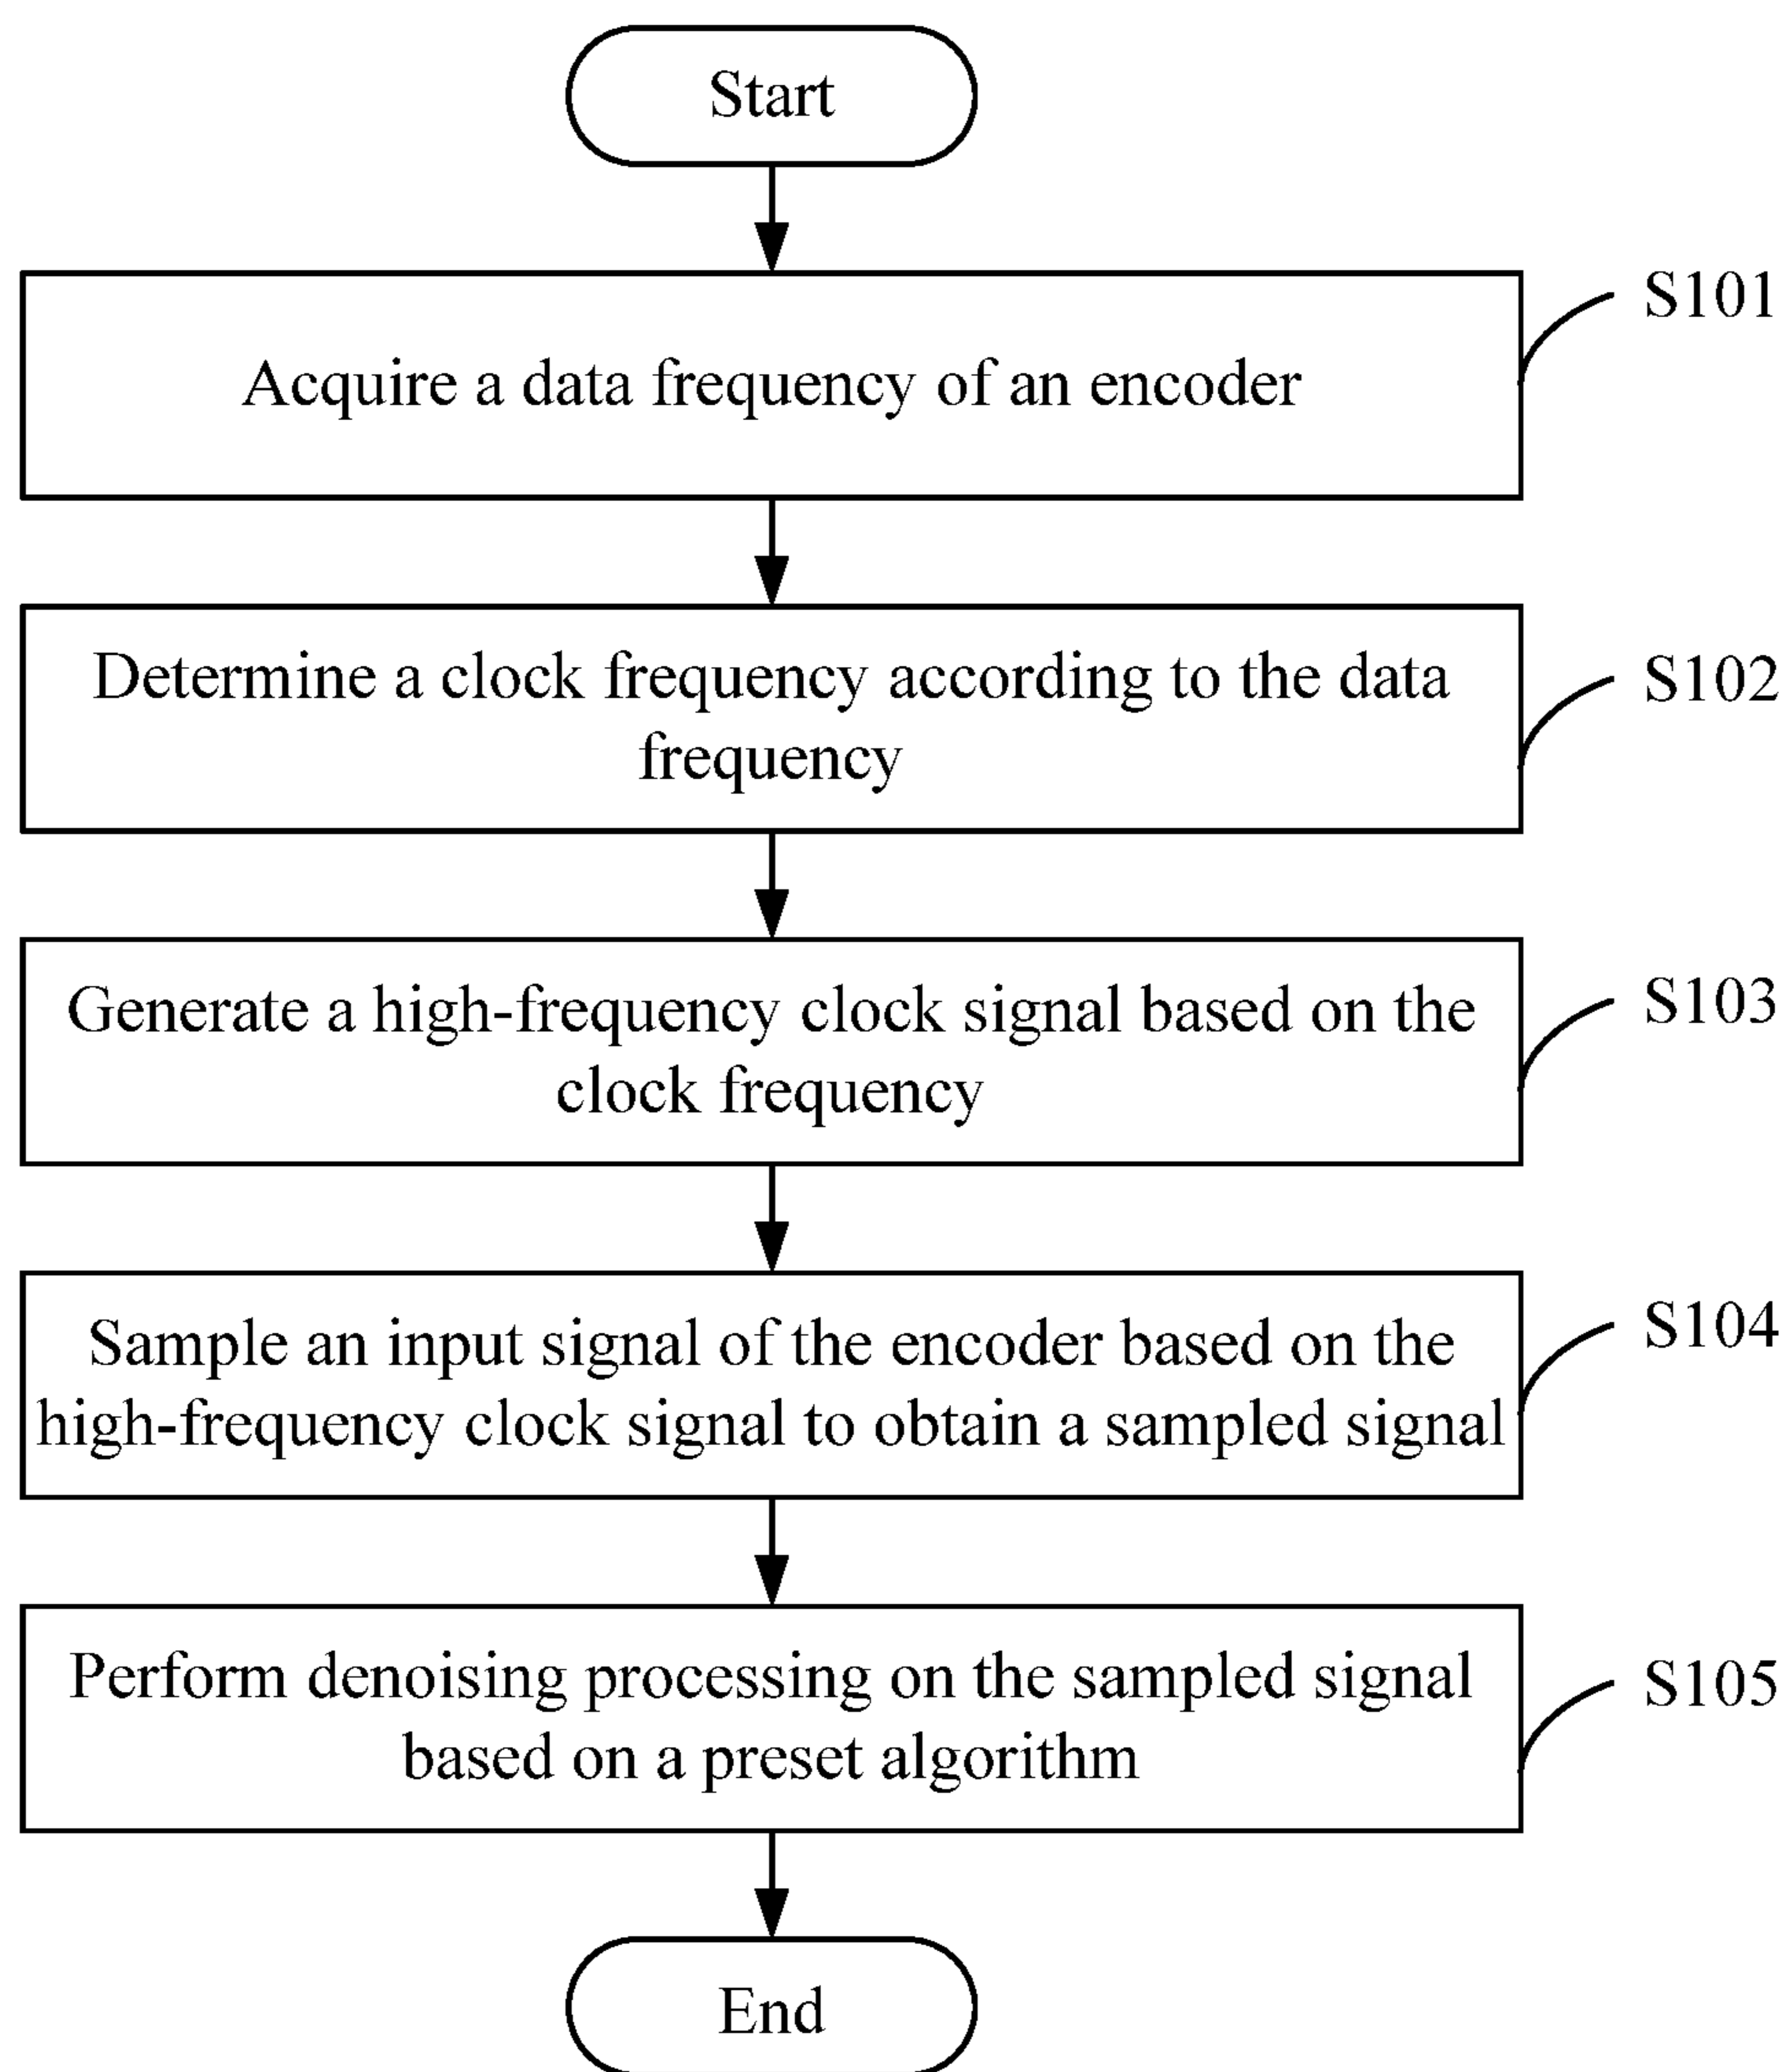 Start
Acquire a data frequency of an encoder
S101
Determine a clock frequency according to the data
frequency
S102
Generate a high-frequency clock signal based on the
clock frequency
S103
Sample an input signal of the encoder based on the
high-frequency clock signal to obtain a sampled signal
S104
Perform denoising processing on the sampled signal
based on a preset algorithm
S105
End